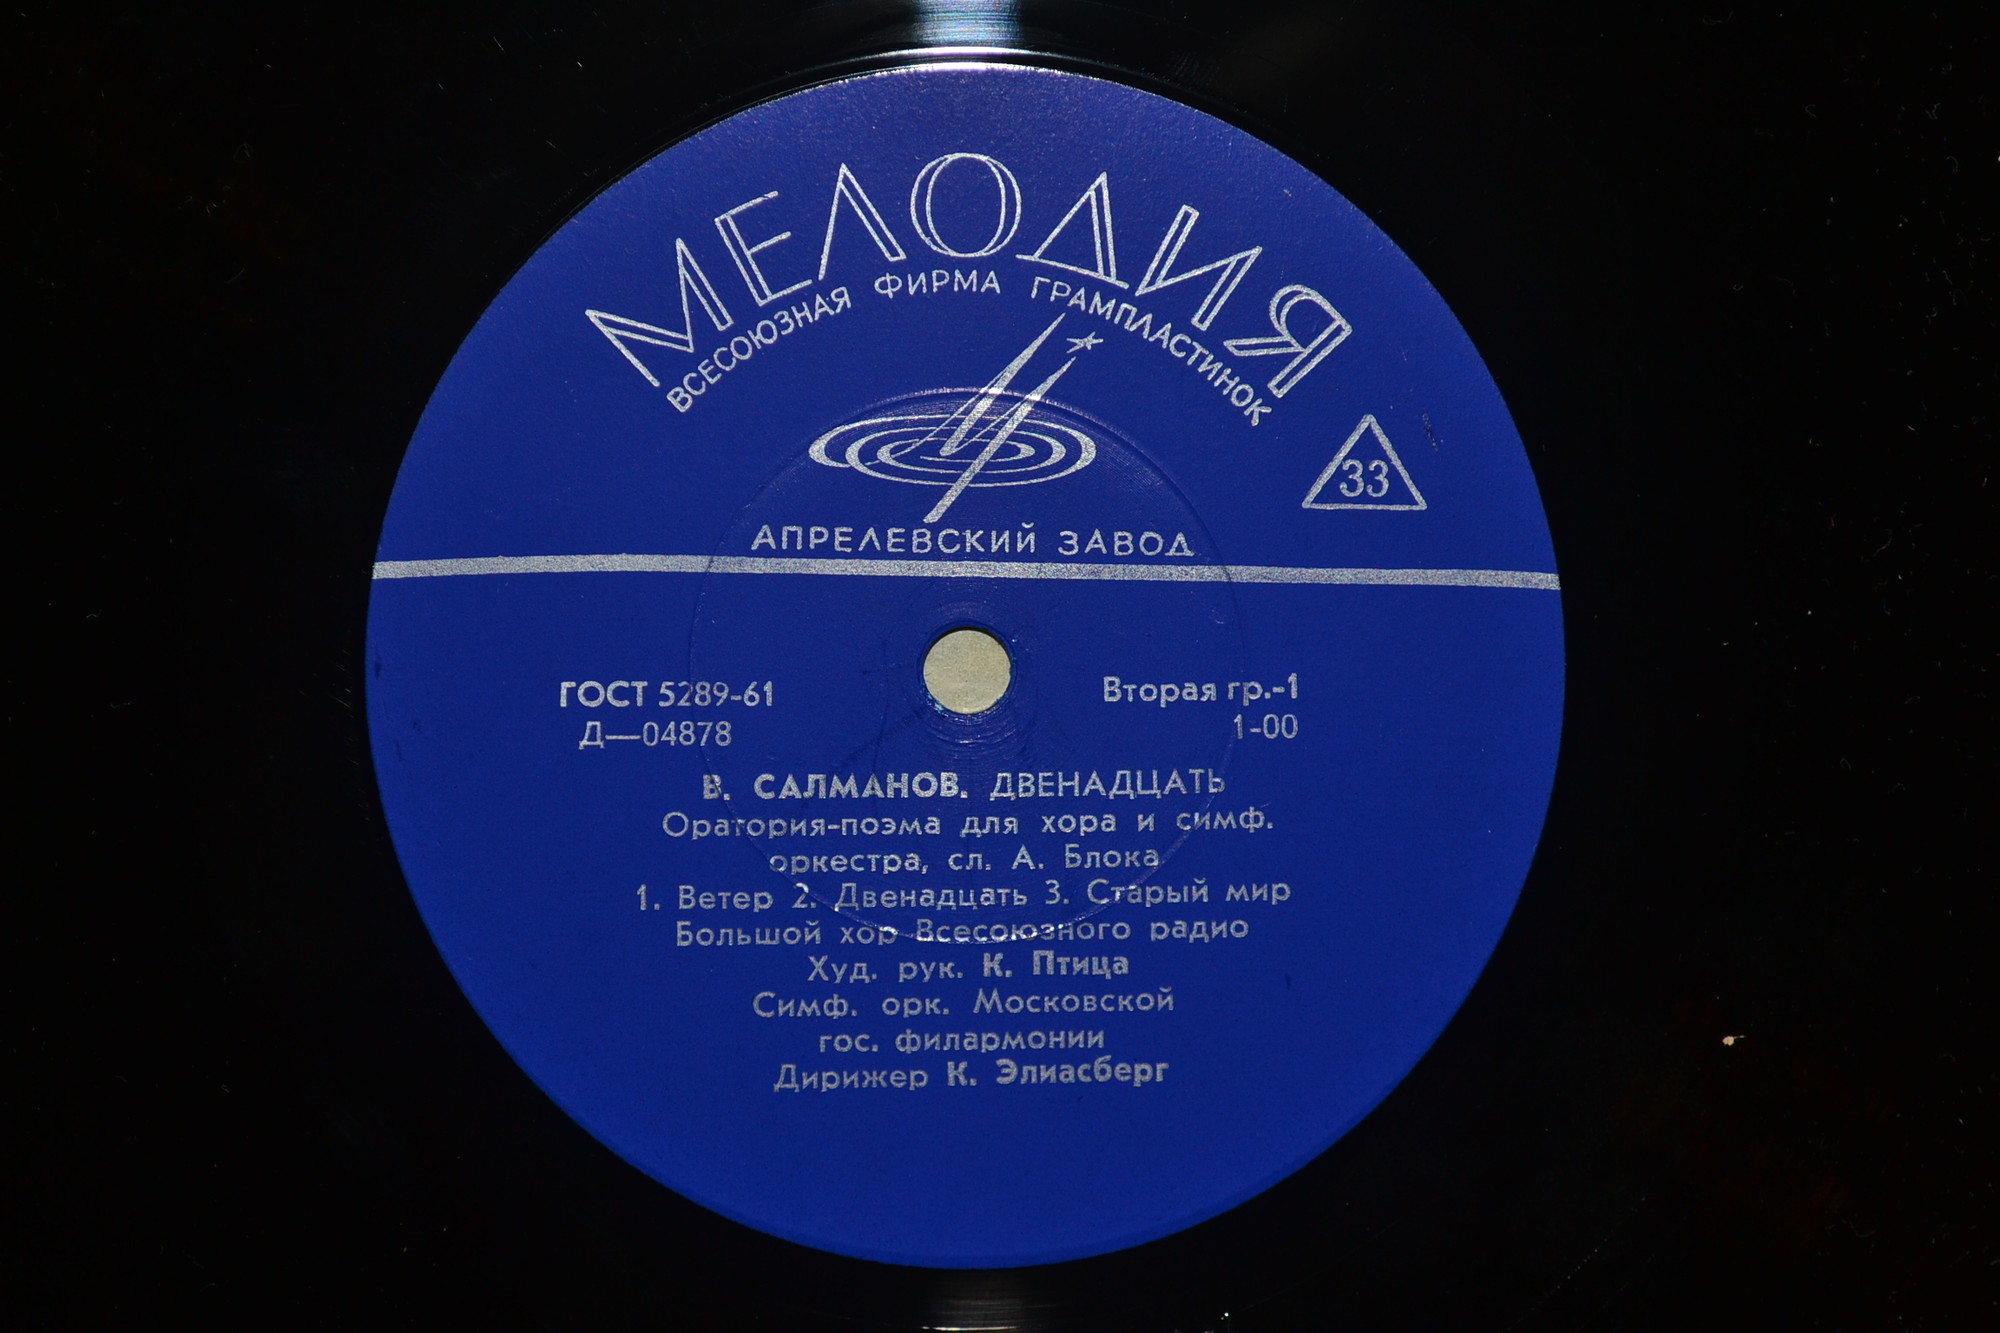 МЕЛОДИЯ
ВСЕСОЮЗНАЯ ФИРМА ГРАМПЛАСТИНОК
33
АПРЕЛЕВСКИЙ ЗАВОД
ГОСТ 5289-61
Вторая гр.-1
Д—04878
1-00
В. САЛМАНОВ. ДВЕНАДЦАТЬ
Оратория-поэма для хора и симф.
оркестра, сл. А. Блока
1. Ветер 2. Двенадцать 3. Старый мир
Большой хор Всесоюзного радио
Худ. рук. К. Птица
Симф. орк. Московской
гос. филармонии
Дирижер К. Элиасберг